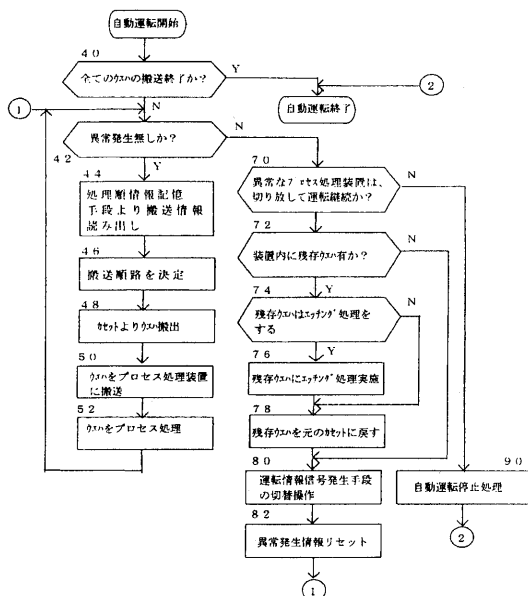 自動運転開始
40
全てのウエハの搬送終了か?
Y
N
1
2
自動運転終了
異常発生無しか?
N
42
Y
44
処理順情報記憶
手段より搬送情報
読み出し
46
搬送順路を決定
48
カセットよりウエハ搬出
50
ウエハをプロセス処理装置
に搬送
52
ウエハをプロセス処理
70
異常なプロセス処理装置は、
切り放して運転継続か?
N
Y
72
装置内に残存ウエハ有か?
N
Y
74
残存ウエハはエッチング処理を
する
N
Y
76
残存ウエハにエッチング処理実施
78
残存ウエハを元のカセットに戻す
80
運転情報信号発生手段
の切替操作
82
異常発生情報リセット
1
90
自動運転停止処理
2